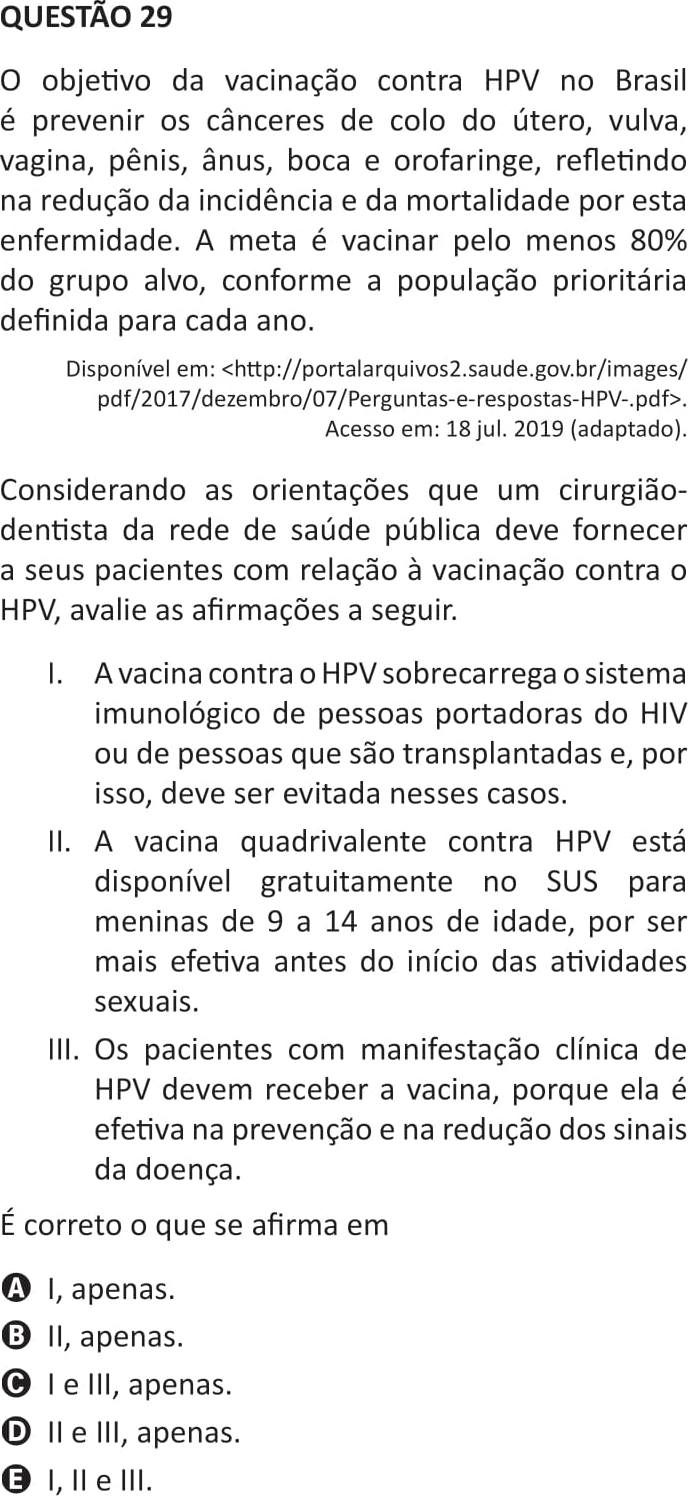 QUESTÃO 29
O objetivo da vacinação contra HPV no Brasil
é prevenir os cânceres de colo do útero, vulva,
vagina, pênis, ânus, boca e orofaringe, refletindo
na redução da incidência e da mortalidade por esta
enfermidade. A meta é vacinar pelo menos 80%
do grupo alvo, conforme a população prioritária
definida para cada ano.
Disponível em: <http://portalarquivos2.saude.gov.br/images/
pdf/2017/dezembro/07/Perguntas-e-respostas-HPV-.pdf>.
Acesso em: 18 jul. 2019 (adaptado).
Considerando as orientações que um cirurgião-
dentista da rede de saúde pública deve fornecer
a seus pacientes com relação à vacinação contra o
HPV, avalie as afirmações a seguir.
I. A vacina contra o HPV sobrecarrega o sistema
imunológico de pessoas portadoras do HIV
ou de pessoas que são transplantadas e, por
isso, deve ser evitada nesses casos.
II. A vacina quadrivalente contra HPV está
disponível gratuitamente no SUS para
meninas de 9 a 14 anos de idade, por ser
mais efetiva antes do início das atividades
sexuais.
III. Os pacientes com manifestação clínica de
HPV devem receber a vacina, porque ela é
efetiva na prevenção e na redução dos sinais
da doença.
É correto o que se afirma em
A I, apenas.
B II, apenas.
C I e III, apenas.
D II e III, apenas.
E I, II e III.